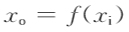 xₒ = f(xᵢ)